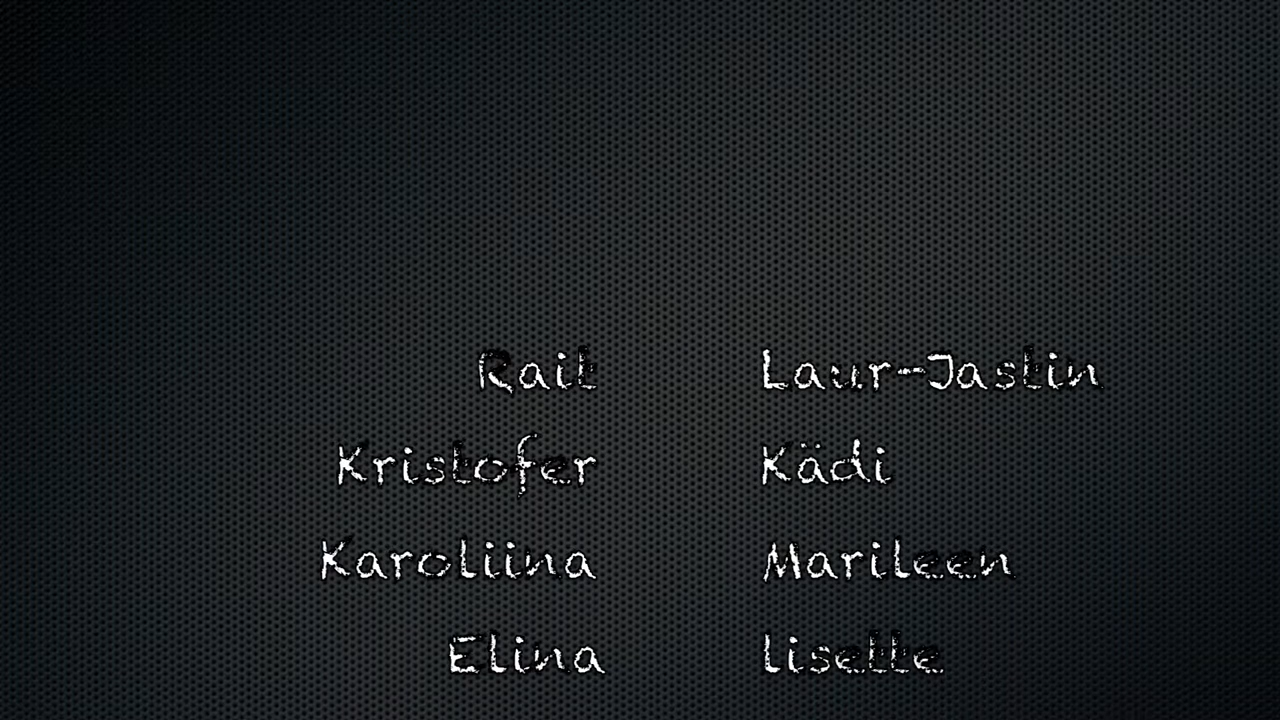 Rait Laur-Jastin
Kristofer Kädi
Karoliina Marileen
Elina lisette